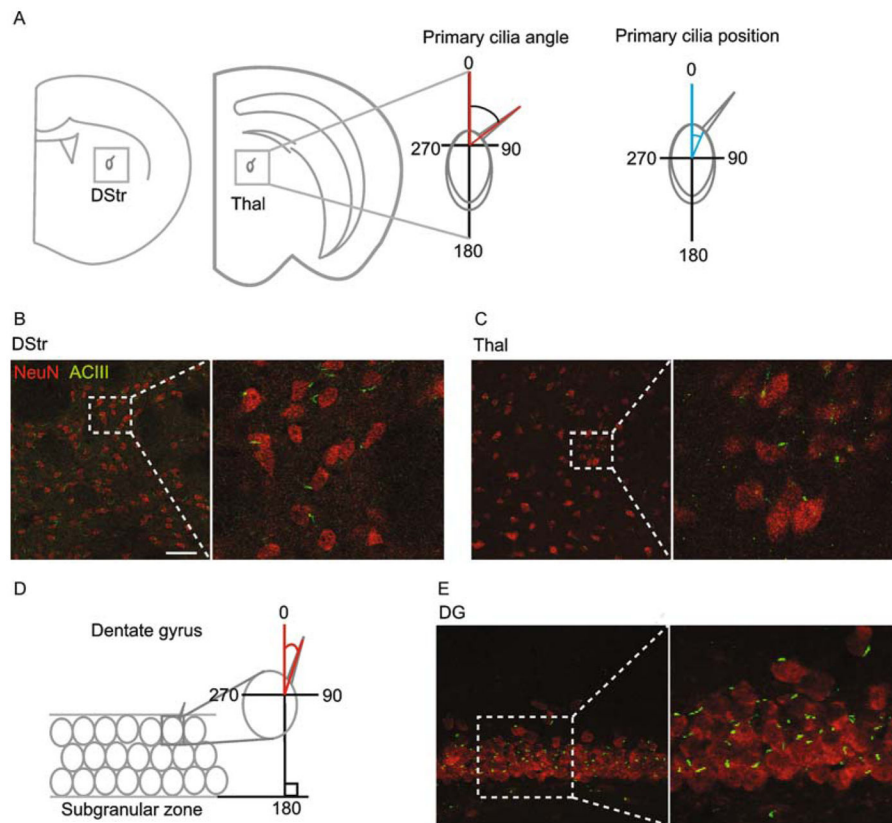 A
Primary cilia angle
Primary cilia position
0
0
270
90
270
90
DStr
Thal
180
180
B
DStr
C
Thal
NeuN ACIII
D
0
Dentate gyrus
270
90
Subgranular zone
180
E
DG